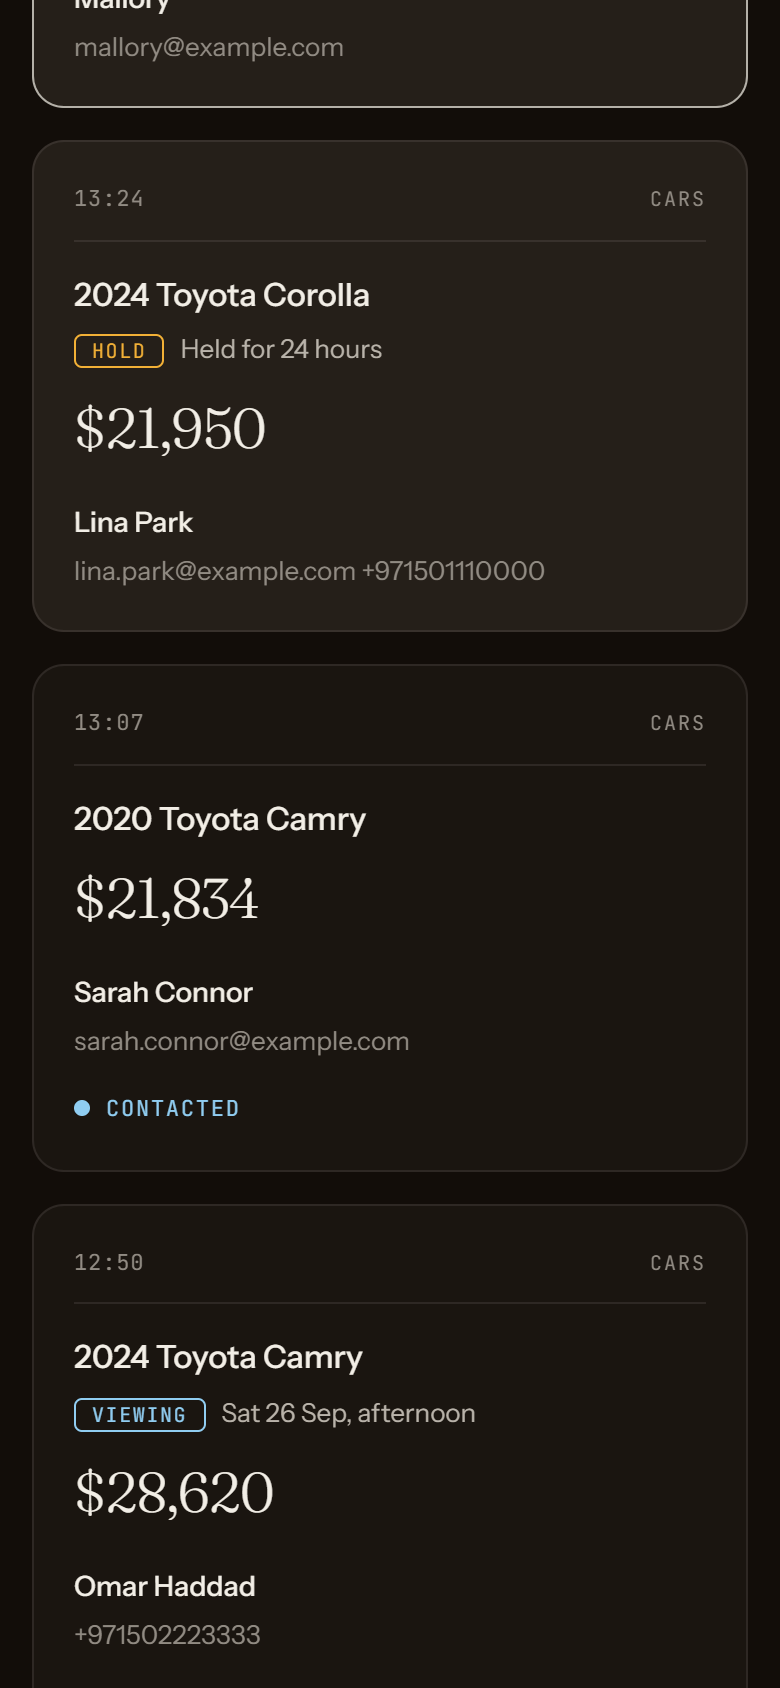 Mallory
mallory@example.com
13:24 CARS
2024 Toyota Corolla
HOLD Held for 24 hours
$21,950
Lina Park
lina.park@example.com +971501110000
13:07 CARS
2020 Toyota Camry
$21,834
Sarah Connor
sarah.connor@example.com
CONTACTED
12:50 CARS
2024 Toyota Camry
VIEWING Sat 26 Sep, afternoon
$28,620
Omar Haddad
+971502223333